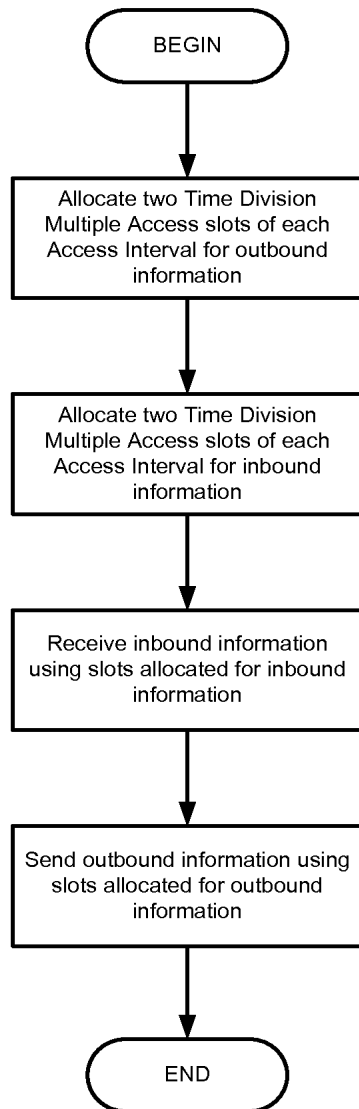 BEGIN
Allocate two Time Division
Multiple Access slots of each
Access Interval for outbound
information
Allocate two Time Division
Multiple Access slots of each
Access Interval for inbound
information
Receive inbound information
using slots allocated for inbound
information
Send outbound information using
slots allocated for outbound
information
END